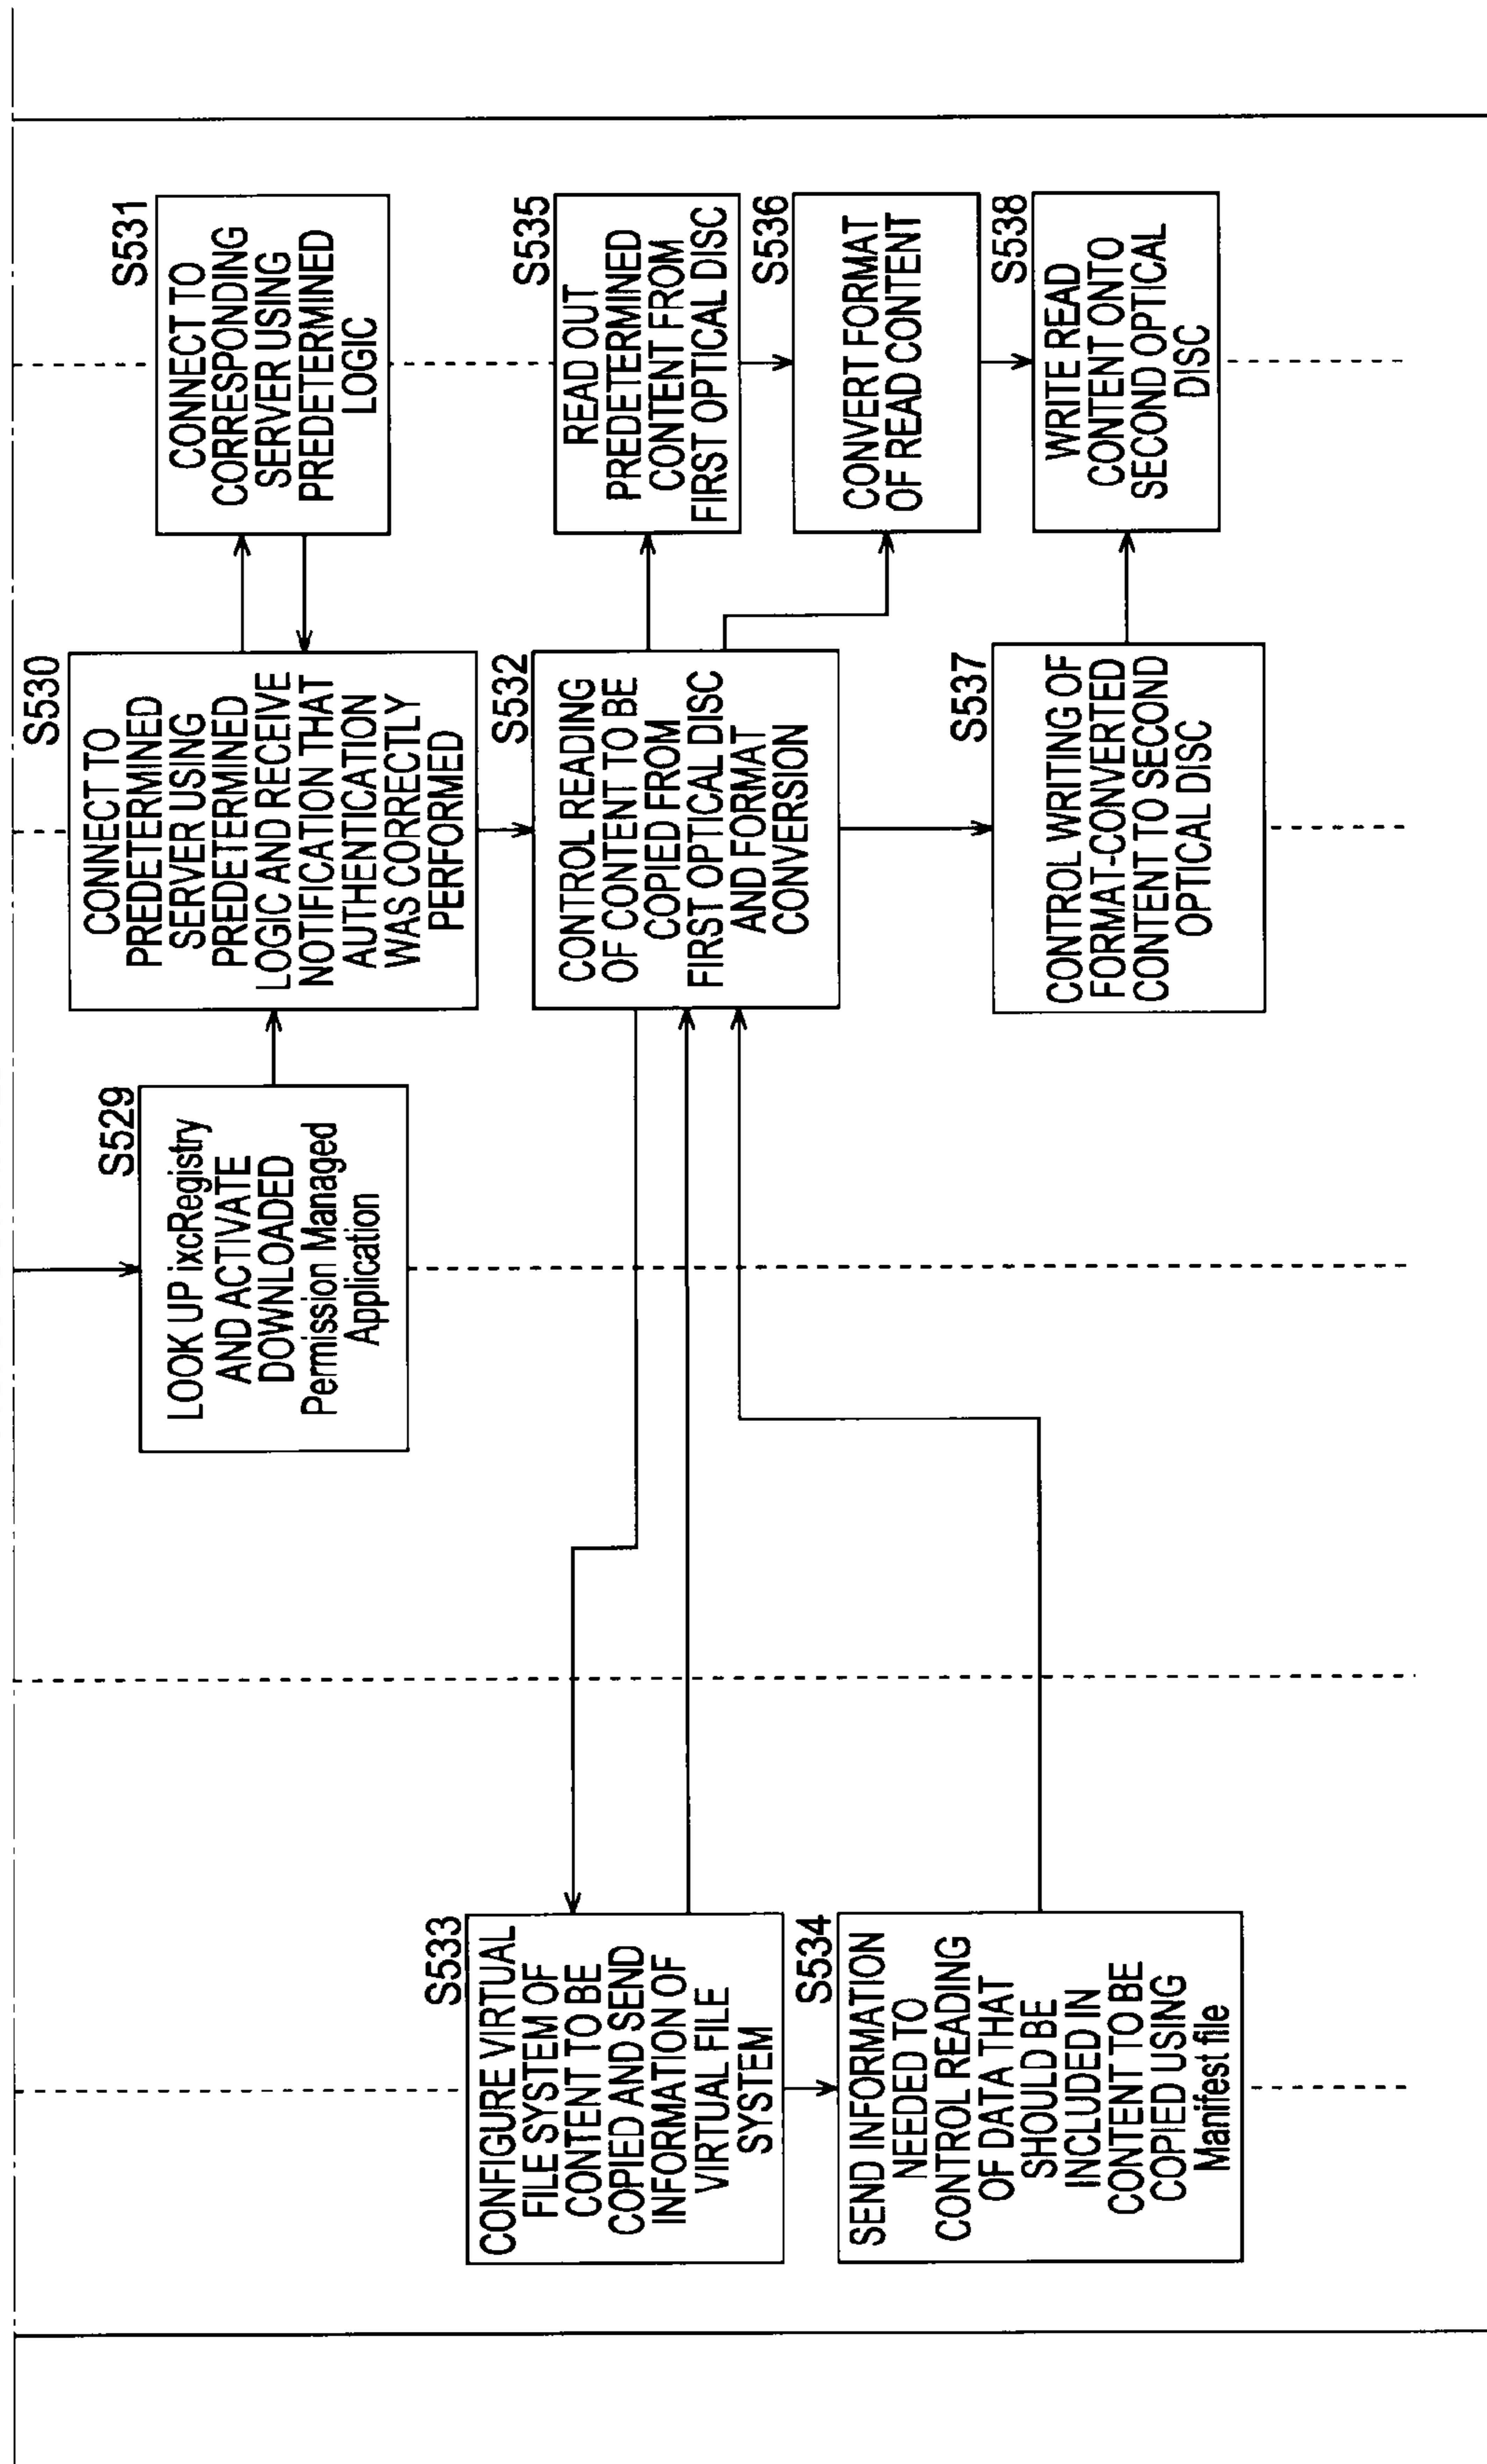 S529
LOOK UP ixcRegistry
AND ACTIVATE
DOWNLOADED
Permission Managed
Application
S530
CONNECT TO
PREDETERMINED
SERVER USING
PREDETERMINED
LOGIC AND RECEIVE
NOTIFICATION THAT
AUTHENTICATION
WAS CORRECTLY
PERFORMED
S531
CONNECT TO
CORRESPONDING
SERVER USING
PREDETERMINED
LOGIC
S532
CONTROL READING
OF CONTENT TO BE
COPIED FROM
FIRST OPTICAL DISC
AND FORMAT
CONVERSION
S533
CONFIGURE VIRTUAL
FILE SYSTEM OF
CONTENT TO BE
COPIED AND SEND
INFORMATION OF
VIRTUAL FILE
SYSTEM
S534
SEND INFORMATION
NEEDED TO
CONTROL READING
OF DATA THAT
SHOULD BE
INCLUDED IN
CONTENT TO BE
COPIED USING
Manifest file
S535
READ OUT
PREDETERMINED
CONTENT FROM
FIRST OPTICAL DISC
S536
CONVERT FORMAT
OF READ CONTENT
S537
CONTROL WRITING OF
FORMAT-CONVERTED
CONTENT TO SECOND
OPTICAL DISC
S538
WRITE READ
CONTENT ONTO
SECOND OPTICAL
DISC